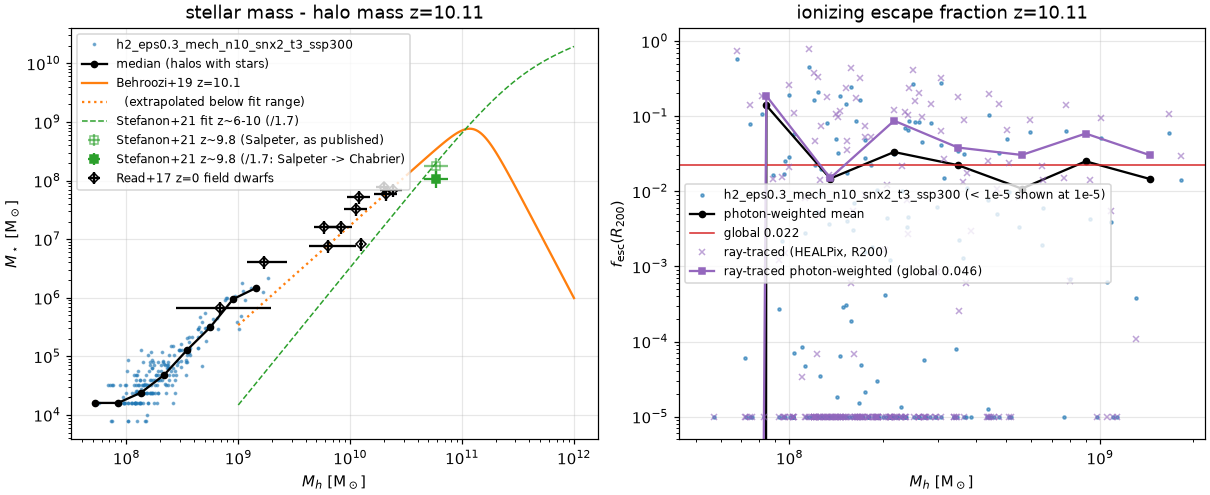 stellar mass - halo mass z=10.11
10¹⁰
10⁹
10⁸
10⁷
10⁶
10⁵
10⁴
M⋆ [M⊙]
h2_eps0.3_mech_n10_snx2_t3_ssp300
median (halos with stars)
Behroozi+19 z=10.1
(extrapolated below fit range)
Stefanon+21 fit z~6-10 (/1.7)
Stefanon+21 z~9.8 (Salpeter, as published)
Stefanon+21 z~9.8 (/1.7: Salpeter -> Chabrier)
Read+17 z=0 field dwarfs
10⁸ 10⁹ 10¹⁰ 10¹¹ 10¹²
Mₕ [M⊙]
ionizing escape fraction z=10.11
10⁰
10⁻¹
10⁻²
10⁻³
10⁻⁴
10⁻⁵
fesc(R₂₀₀)
h2_eps0.3_mech_n10_snx2_t3_ssp300 (< 1e-5 shown at 1e-5)
photon-weighted mean
global 0.022
ray-traced (HEALPix, R200)
ray-traced photon-weighted (global 0.046)
10⁸ 10⁹
Mₕ [M⊙]